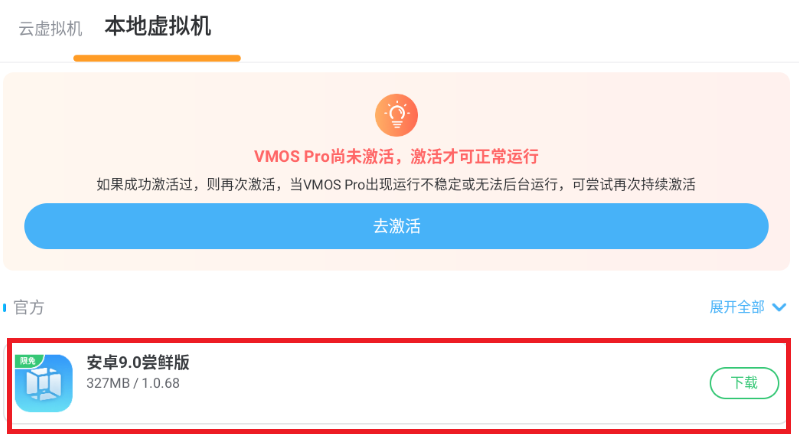 云虚拟机 本地虚拟机
VMOS Pro尚未激活，激活才可正常运行
如果成功激活过，则再次激活，当VMOS Pro出现运行不稳定或无法后台运行，可尝试再次持续激活
去激活
官方 展开全部
限免
安卓9.0尝鲜版
327MB / 1.0.68
下载